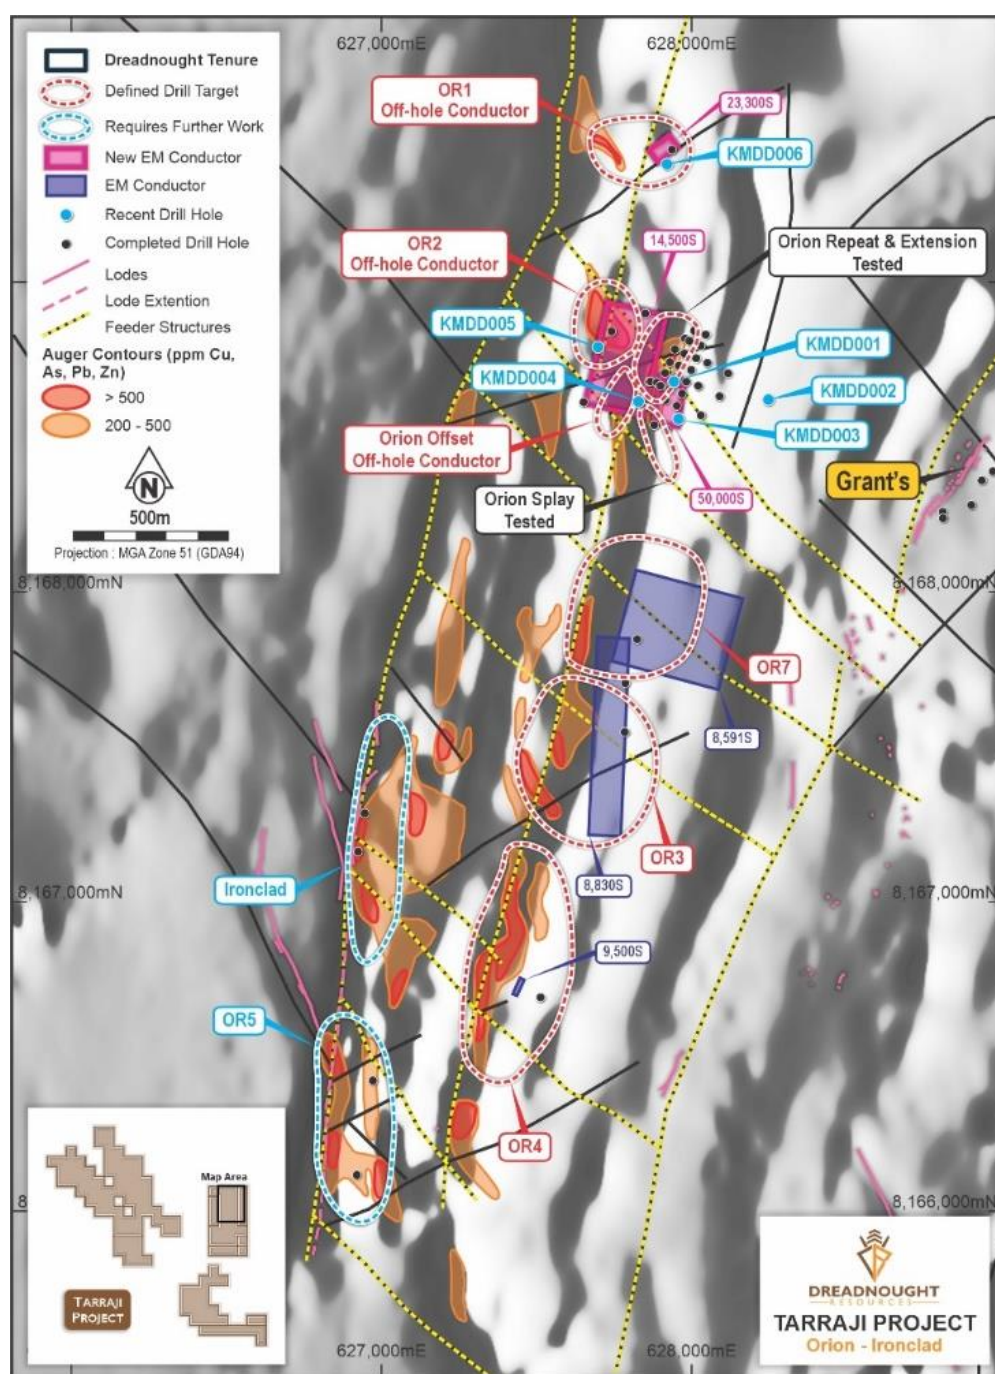 627,000mE
628,000mE
Dreadnought Tenure
Defined Drill Target
Requires Further Work
New EM Conductor
EM Conductor
Recent Drill Hole
Completed Drill Hole
Lodes
Lode Extention
Feeder Structures
Auger Contours (ppm Cu,
As, Pb, Zn)
> 500
200 - 500
N
500m
Projection : MGA Zone 51 (GDA94)
OR1
Off-hole Conductor
23,300S
KMDD006
OR2
Off-hole Conductor
14,500S
Orion Repeat & Extension
Tested
KMDD005
KMDD001
KMDD004
KMDD002
KMDD003
Orion Offset
Off-hole Conductor
50,000S
Orion Splay
Tested
Grant's
8,168,000mN
8,168,000mN
OR7
8,591S
OR3
8,830S
Ironclad
8,167,000mN
8,167,000mN
9,500S
OR5
OR4
8,166,000mN
Map Area
TARRAJI
PROJECT
DREADNOUGHT
RESOURCES
TARRAJI PROJECT
Orion - Ironclad
627,000mE
628,000mE